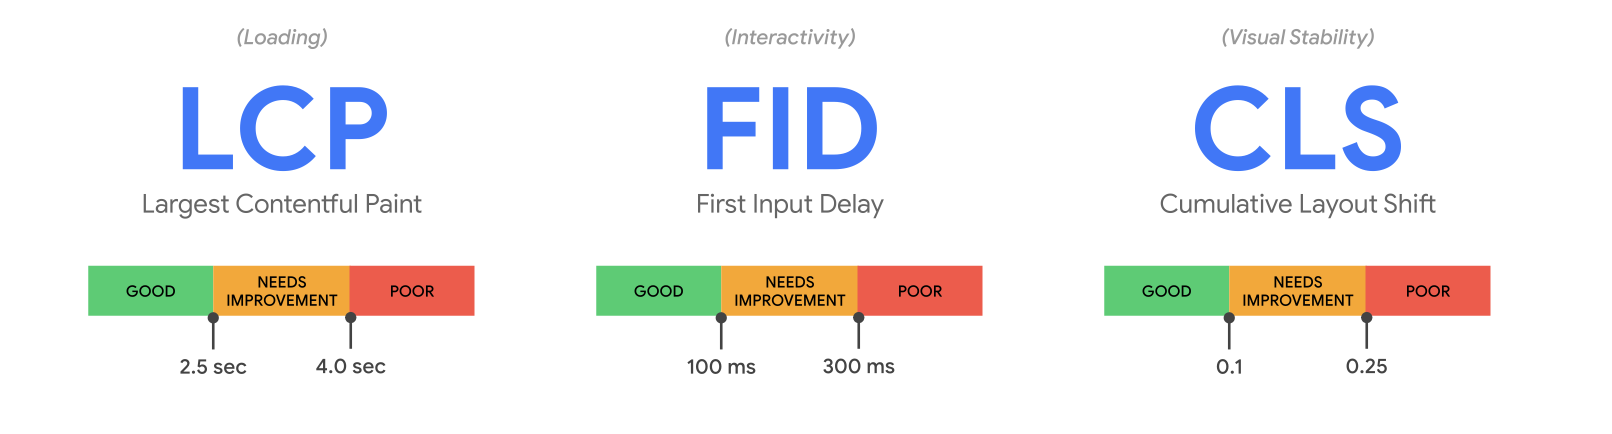 (Loading)
LCP
Largest Contentful Paint
GOOD
NEEDS
IMPROVEMENT
POOR
2.5 sec
4.0 sec
(Interactivity)
FID
First Input Delay
GOOD
NEEDS
IMPROVEMENT
POOR
100 ms
300 ms
(Visual Stability)
CLS
Cumulative Layout Shift
GOOD
NEEDS
IMPROVEMENT
POOR
0.1
0.25